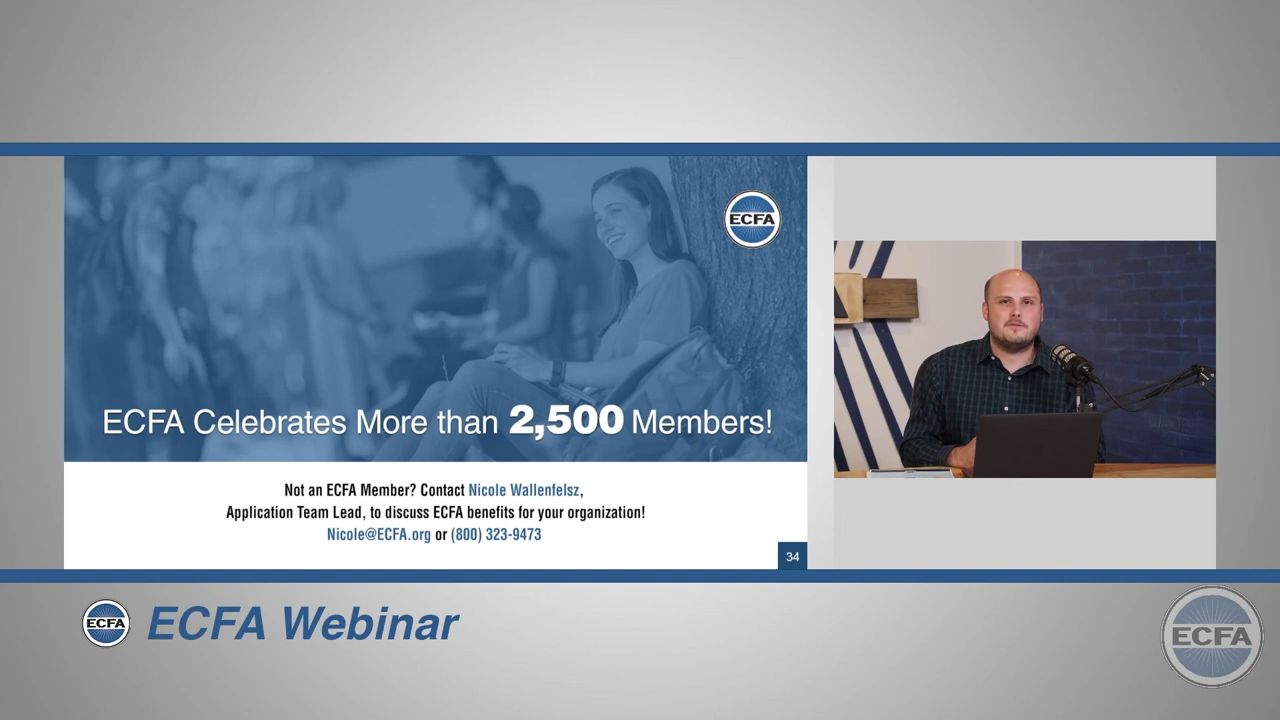 ECFA
ECFA Celebrates More than 2,500 Members!
Not an ECFA Member? Contact Nicole Wallenfelsz,
Application Team Lead, to discuss ECFA benefits for your organization!
Nicole@ECFA.org or (800) 323-9473
34
ECFA
ECFA Webinar
ECFA